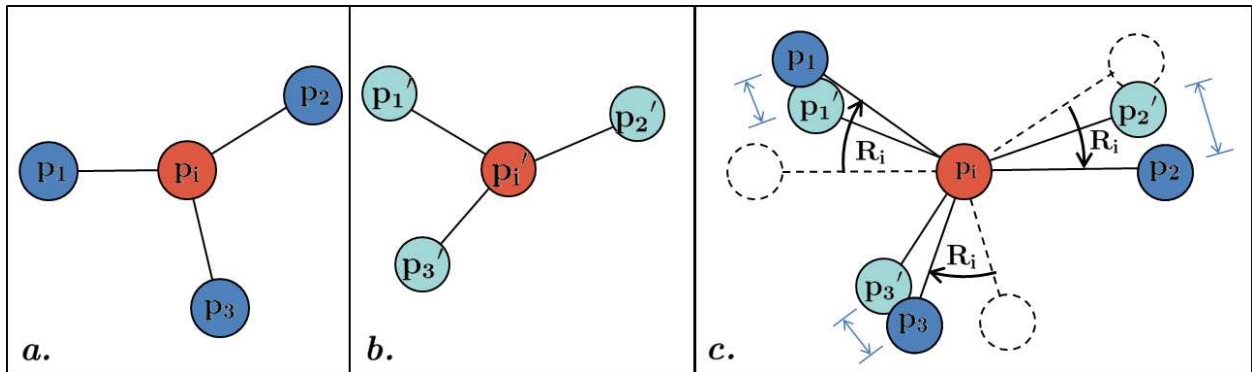 p₁
pᵢ
p₂
p₃
a.
p₁′
pᵢ′
p₂′
p₃′
b.
p₁
p₁′
Rᵢ
pᵢ
p₂′
Rᵢ
p₂
Rᵢ
p₃′
p₃
c.